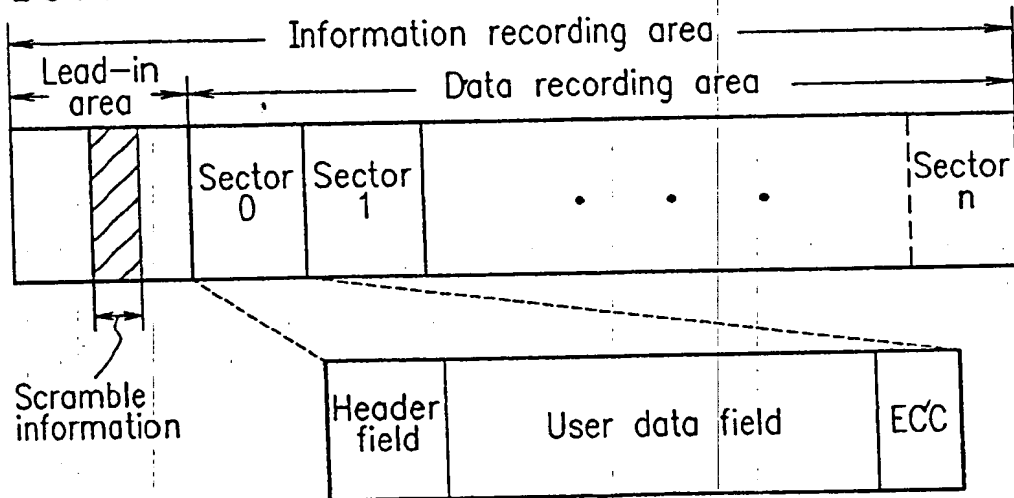 Information recording area
Lead-in
area
Data recording area
Sector
0
Sector
1
Sector
n
Scramble
information
Header
field
User data field
ECC